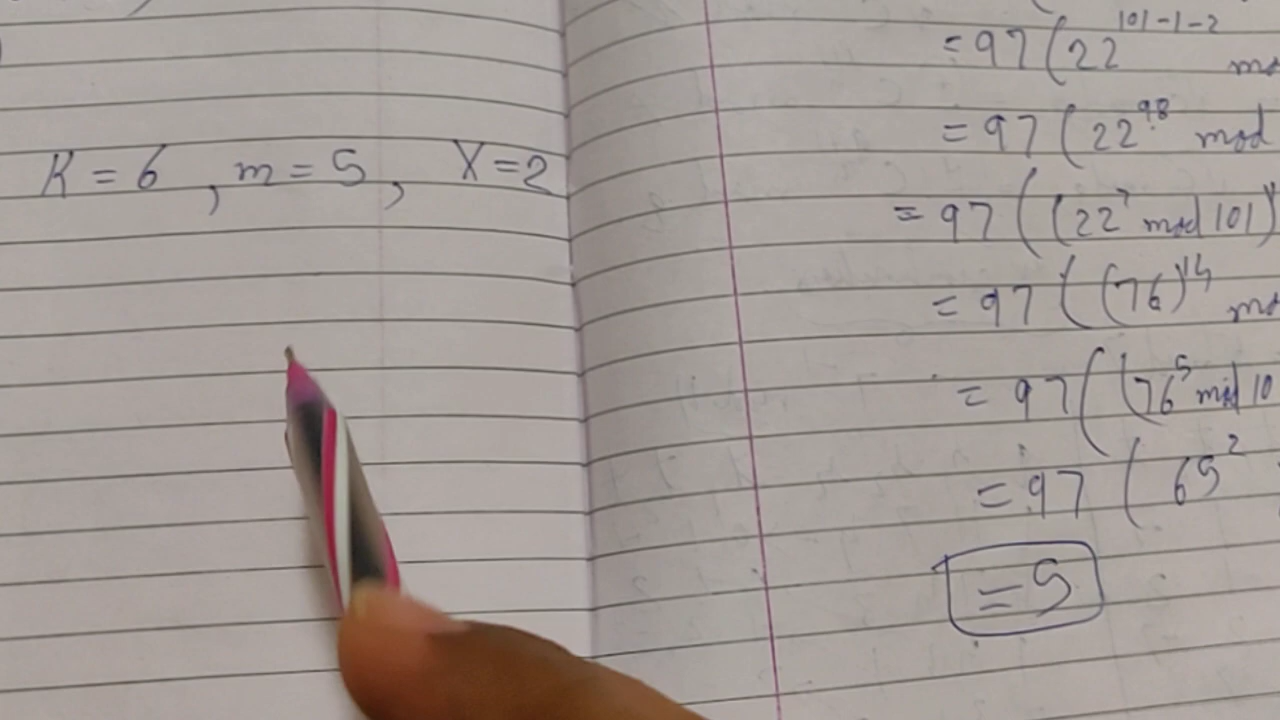 K = 6 , m = 5 , X = 2
= 97 ( 22^101-1-2
= 97 ( 22^98 mod
= 97 ( (22^7 mod 101)
= 97 ( (76)^14
= 97 ( (76^5 mod 10
= 97 ( 65^2
= 5